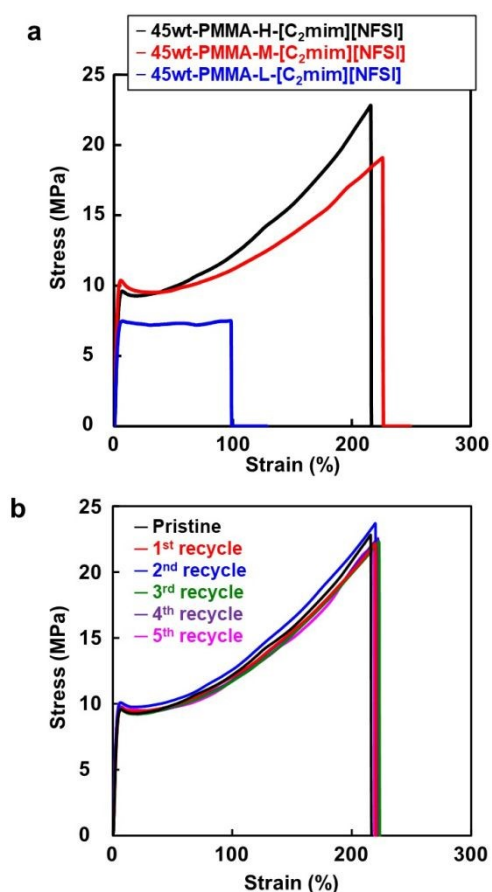 a
– 45wt-PMMA-H-[C₂mim][NFSI]
– 45wt-PMMA-M-[C₂mim][NFSI]
– 45wt-PMMA-L-[C₂mim][NFSI]
25
20
15
10
5
0
Stress (MPa)
0 100 200 300
Strain (%)
b
– Pristine
– 1st recycle
– 2nd recycle
– 3rd recycle
– 4th recycle
– 5th recycle
25
20
15
10
5
0
Stress (MPa)
0 100 200 300
Strain (%)